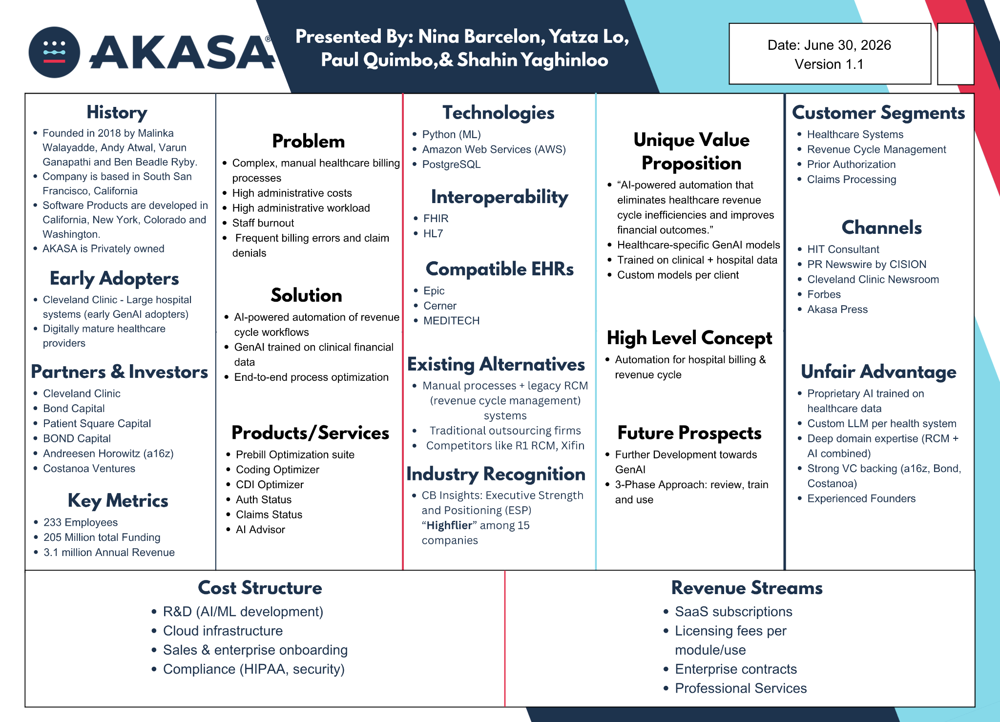 AKASA®
Presented By: Nina Barcelon, Yatza Lo,
Paul Quimbo,& Shahin Yaghinloo
Date: June 30, 2026
Version 1.1
History
• Founded in 2018 by Malinka
Walayadde, Andy Atwal, Varun
Ganapathi and Ben Beadle Ryby.
• Company is based in South San
Francisco, California
• Software Products are developed in
California, New York, Colorado and
Washington.
• AKASA is Privately owned
Early Adopters
• Cleveland Clinic - Large hospital
systems (early GenAI adopters)
• Digitally mature healthcare
providers
Partners & Investors
• Cleveland Clinic
• Bond Capital
• Patient Square Capital
• BOND Capital
• Andreesen Horowitz (a16z)
• Costanoa Ventures
Key Metrics
• 233 Employees
• 205 Million total Funding
• 3.1 million Annual Revenue
Problem
• Complex, manual healthcare billing
processes
• High administrative costs
• High administrative workload
• Staff burnout
• Frequent billing errors and claim
denials
Solution
• AI-powered automation of revenue
cycle workflows
• GenAI trained on clinical financial
data
• End-to-end process optimization
Products/Services
• Prebill Optimization suite
• Coding Optimizer
• CDI Optimizer
• Auth Status
• Claims Status
• AI Advisor
Technologies
• Python (ML)
• Amazon Web Services (AWS)
• PostgreSQL
Interoperability
• FHIR
• HL7
Compatible EHRs
• Epic
• Cerner
• MEDITECH
Existing Alternatives
• Manual processes + legacy RCM
(revenue cycle management)
systems
• Traditional outsourcing firms
• Competitors like R1 RCM, Xifin
Industry Recognition
• CB Insights: Executive Strength
and Positioning (ESP)
“Highflier” among 15
companies
Unique Value
Proposition
• “AI-powered automation that
eliminates healthcare revenue
cycle inefficiencies and improves
financial outcomes.”
• Healthcare-specific GenAI models
• Trained on clinical + hospital data
• Custom models per client
High Level Concept
• Automation for hospital billing &
revenue cycle
Future Prospects
• Further Development towards
GenAI
• 3-Phase Approach: review, train
and use
Customer Segments
• Healthcare Systems
• Revenue Cycle Management
• Prior Authorization
• Claims Processing
Channels
• HIT Consultant
• PR Newswire by CISION
• Cleveland Clinic Newsroom
• Forbes
• Akasa Press
Unfair Advantage
• Proprietary AI trained on
healthcare data
• Custom LLM per health system
• Deep domain expertise (RCM +
AI combined)
• Strong VC backing (a16z, Bond,
Costanoa)
• Experienced Founders
Cost Structure
• R&D (AI/ML development)
• Cloud infrastructure
• Sales & enterprise onboarding
• Compliance (HIPAA, security)
Revenue Streams
• SaaS subscriptions
• Licensing fees per
module/use
• Enterprise contracts
• Professional Services